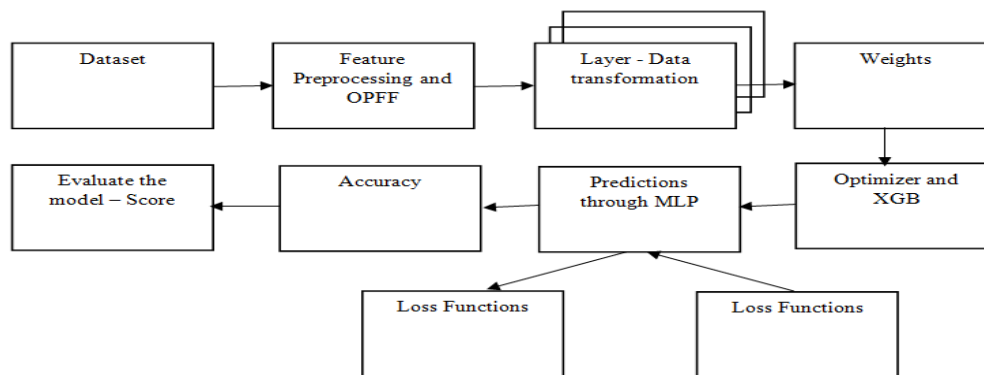 Dataset
Feature
Preprocessing and
OPFF
Layer - Data
transformation
Weights
Evaluate the
model – Score
Accuracy
Predictions
through MLP
Optimizer and
XGB
Loss Functions
Loss Functions